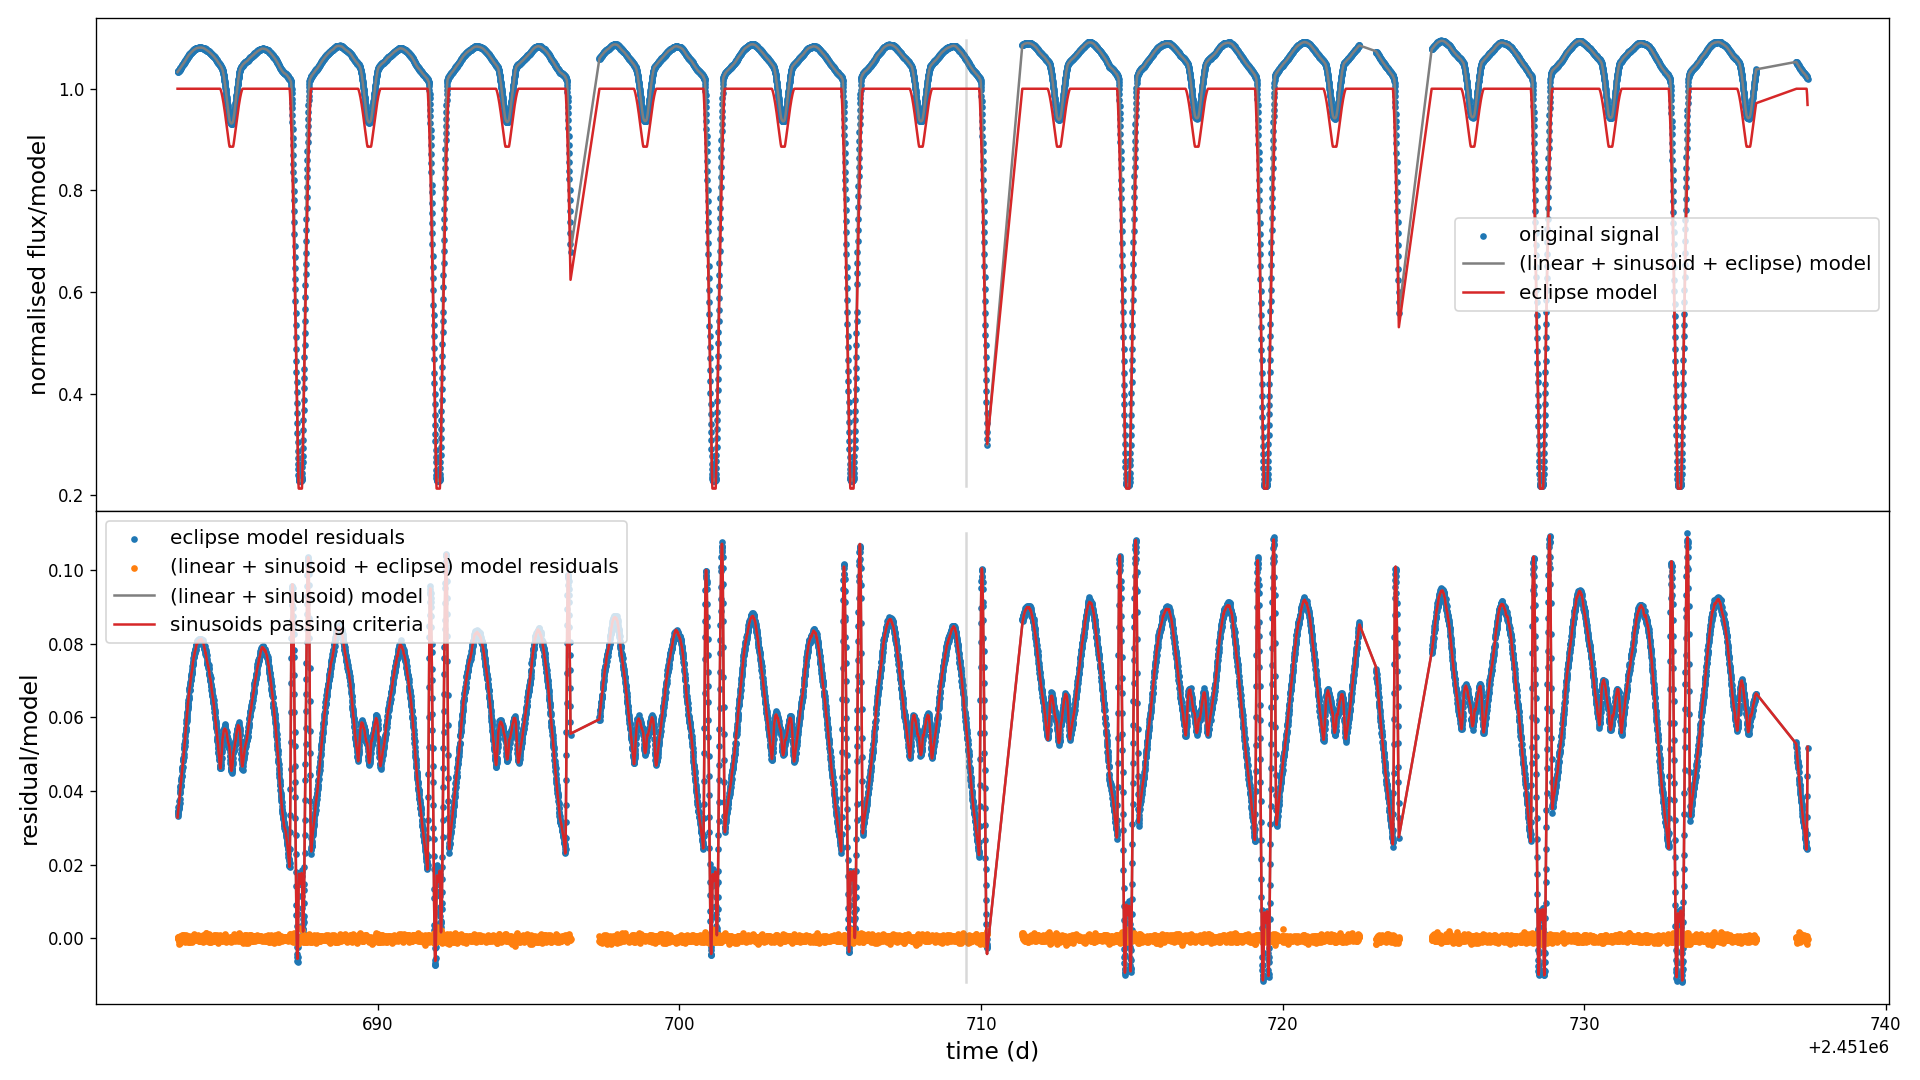 normalised flux/model
1.0
0.8
0.6
0.4
0.2
original signal
(linear + sinusoid + eclipse) model
eclipse model
residual/model
0.10
0.08
0.06
0.04
0.02
0.00
eclipse model residuals
(linear + sinusoid + eclipse) model residuals
(linear + sinusoid) model
sinusoids passing criteria
690
700
710
720
730
740
time (d)
+2.451e6